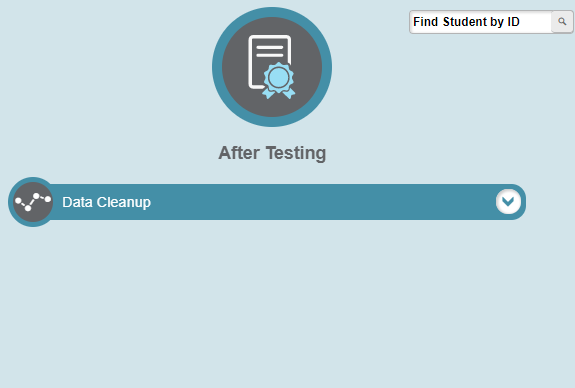 Find Student by ID
After Testing
Data Cleanup